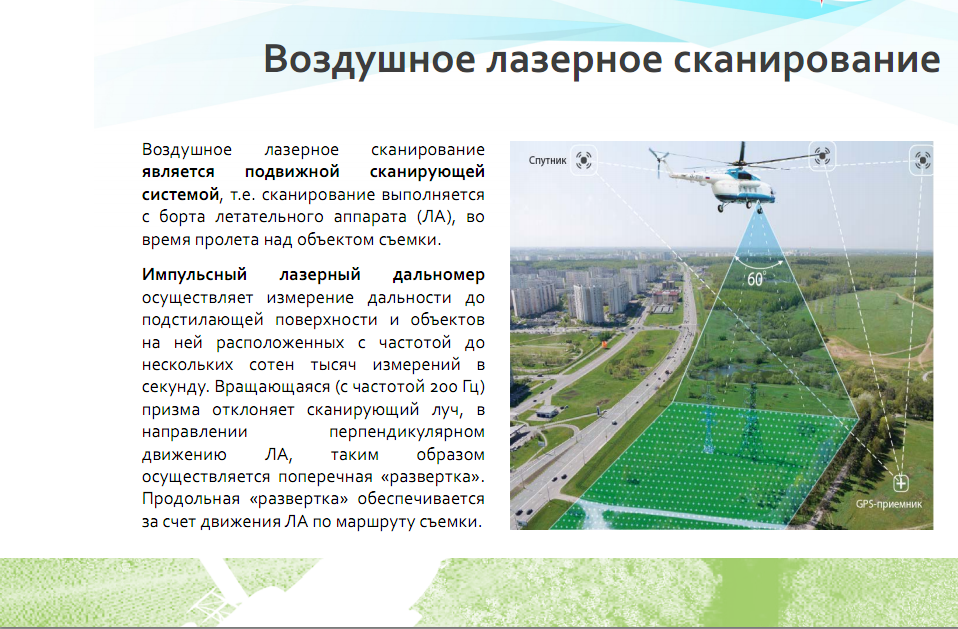 Воздушное лазерное сканирование
Воздушное лазерное сканирование
является подвижной сканирующей
системой, т.е. сканирование выполняется
с борта летательного аппарата (ЛА), во
время пролета над объектом съемки.
Импульсный лазерный дальномер
осуществляет измерение дальности до
подстилающей поверхности и объектов
на ней расположенных с частотой до
нескольких сотен тысяч измерений в
секунду. Вращающаяся (с частотой 200 Гц)
призма отклоняет сканирующий луч, в
направлении перпендикулярном
движению ЛА, таким образом
осуществляется поперечная «развертка».
Продольная «развертка» обеспечивается
за счет движения ЛА по маршруту съемки.
Спутник
60°
GPS-приемник